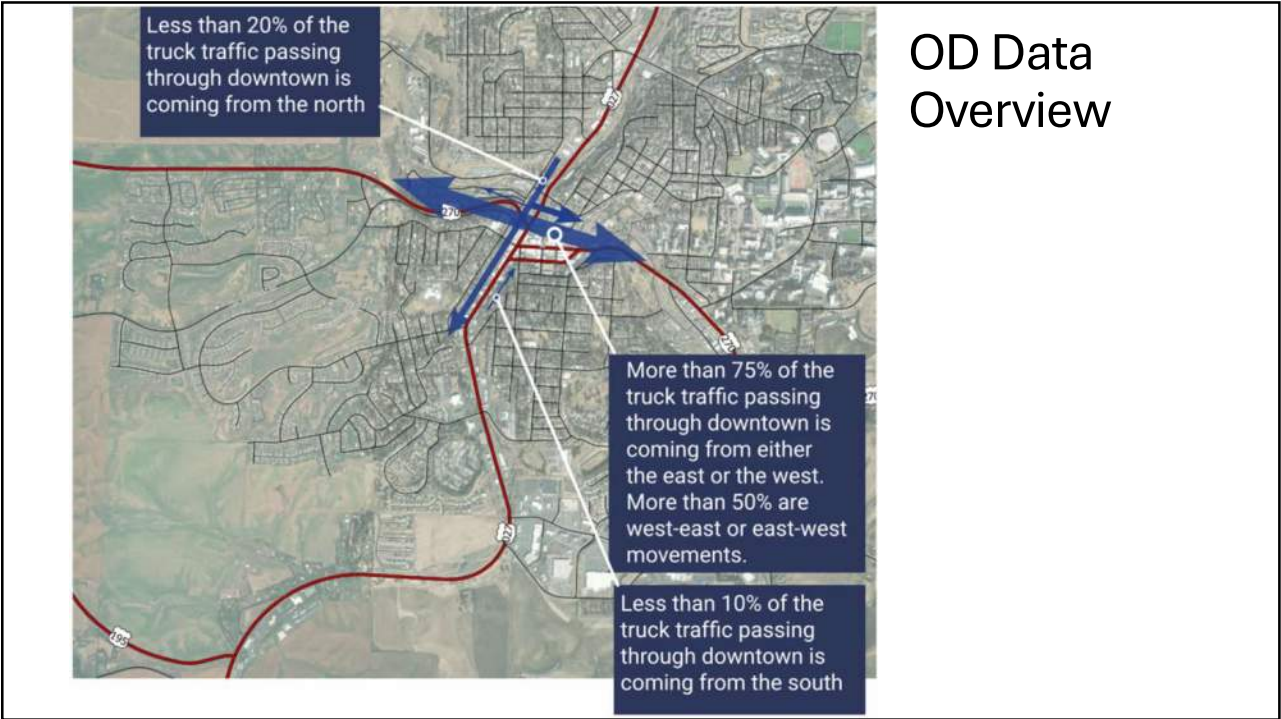 Less than 20% of the
truck traffic passing
through downtown is
coming from the north
OD Data
Overview
027
270
270
270
More than 75% of the
truck traffic passing
through downtown is
coming from either
the east or the west.
More than 50% are
west-east or east-west
movements.
195
Less than 10% of the
truck traffic passing
through downtown is
coming from the south